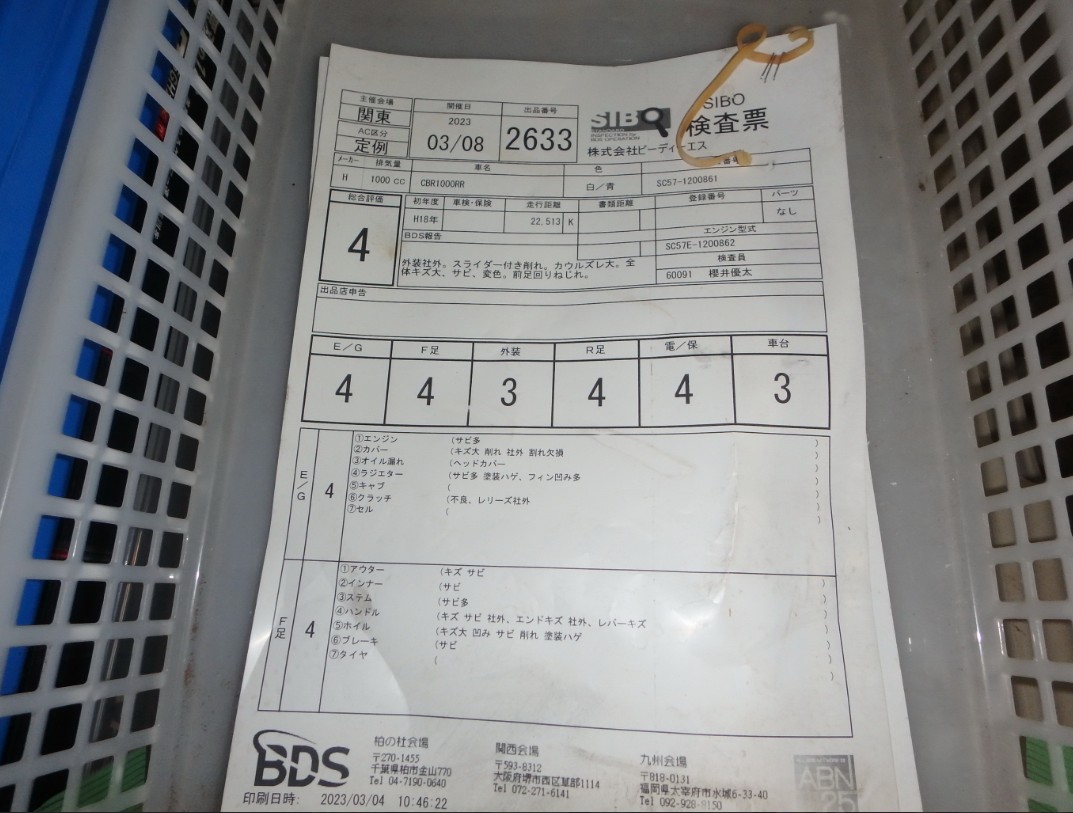 主催会場
関東
AC区分
定例
開催日
2023
03/08
出品番号
2633
SIBO
SIBO
検査票
株式会社ビーディーエス
メーカー 排気量 車名 色
H 1000 cc CBR1000RR 白/青 SC57-1200861
総合評価
4
初年度 車検・保険 走行距離 書類距離 登録番号 パーツ
H18年 22,513 K なし
BDS報告
外装社外。スライダー付き削れ。カウルズレ大。全
体キズ大、サビ、変色。前足回りねじれ。
エンジン型式
SC57E-1200862
検査員
60091 櫻井優太
出品店申告
E/G F足 外装 R足 電/保 車台
4 4 3 4 4 3
E/G 4
①エンジン (サビ多 )
②カバー (キズ大 削れ 社外 割れ欠損 )
③オイル漏れ (ヘッドカバー )
④ラジエター (サビ多 塗装ハゲ、フィン凹み多 )
⑤キャブ ( )
⑥クラッチ (不良、レリーズ社外 )
⑦セル ( )
F足 4
①アウター (キズ サビ )
②インナー (サビ )
③ステム (サビ多 )
④ハンドル (キズ サビ 社外、エンドキズ 社外、レバーキズ )
⑤ホイル (キズ大 凹み サビ 削れ 塗装ハゲ )
⑥ブレーキ (サビ )
⑦タイヤ ( )
BDS
柏の杜会場
〒270-1455
千葉県柏市金山770
Tel 04-7190-0640
関西会場
〒593-8312
大阪府堺市西区草部1114
Tel 072-271-6141
九州会場
〒818-0131
福岡県太宰府市水城6-33-40
Tel 092-928-8150
ABN
25
印刷日時: 2023/03/04 10:46:22